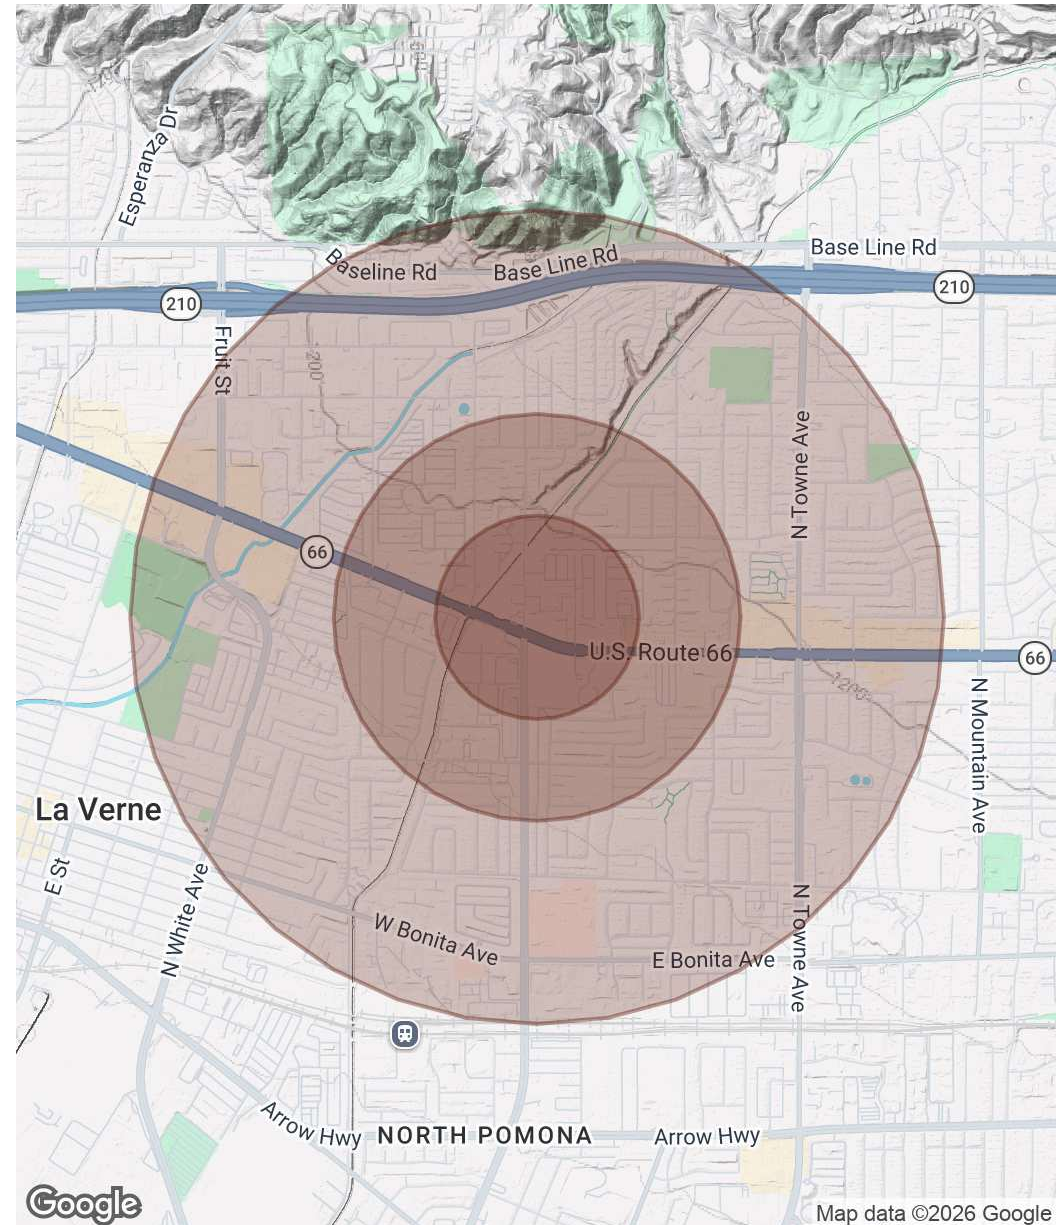 Esperanza Dr
Baseline Rd
Base Line Rd
Base Line Rd
210
210
Fruit St
1200
N Towne Ave
66
U.S. Route 66
66
1200
N Mountain Ave
La Verne
E St
N White Ave
W Bonita Ave
E Bonita Ave
N Towne Ave
Arrow Hwy
NORTH POMONA
Arrow Hwy
Google
Map data ©2026 Google